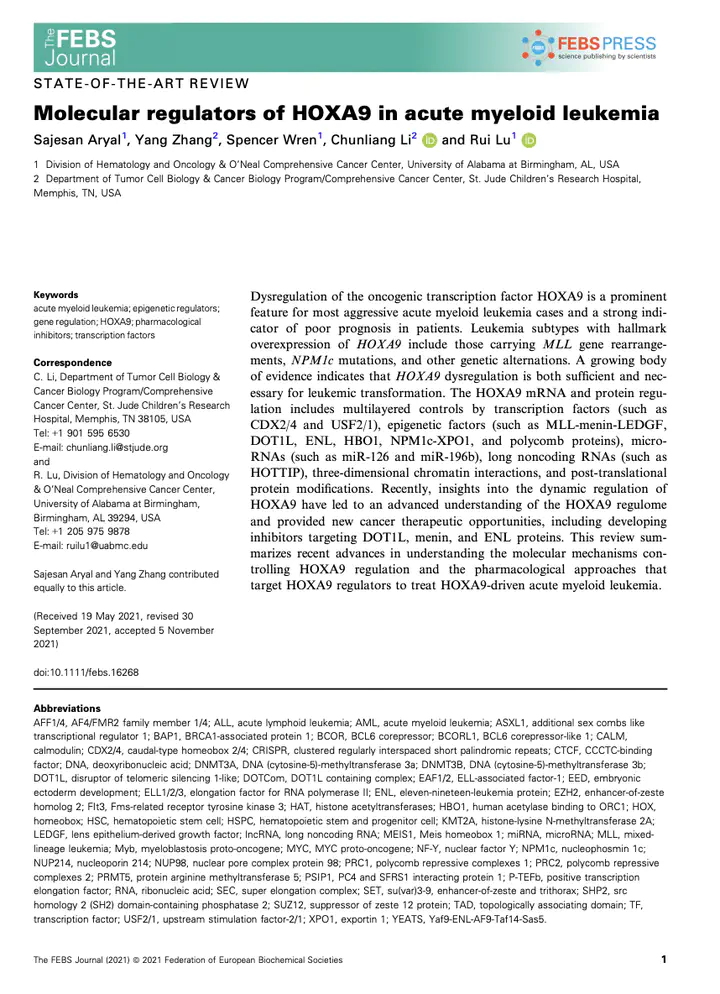 The FEBS
Journal
FEBS PRESS
science publishing by scientists
STATE-OF-THE-ART REVIEW
Molecular regulators of HOXA9 in acute myeloid leukemia
Sajesan Aryal1, Yang Zhang2, Spencer Wren1, Chunliang Li2 iD and Rui Lu1 iD
1 Division of Hematology and Oncology & O'Neal Comprehensive Cancer Center, University of Alabama at Birmingham, AL, USA
2 Department of Tumor Cell Biology & Cancer Biology Program/Comprehensive Cancer Center, St. Jude Children's Research Hospital,
Memphis, TN, USA
Keywords
acute myeloid leukemia; epigenetic regulators;
gene regulation; HOXA9; pharmacological
inhibitors; transcription factors
Correspondence
C. Li, Department of Tumor Cell Biology &
Cancer Biology Program/Comprehensive
Cancer Center, St. Jude Children's Research
Hospital, Memphis, TN 38105, USA
Tel: +1 901 595 6530
E-mail: chunliang.li@stjude.org
and
R. Lu, Division of Hematology and Oncology
& O'Neal Comprehensive Cancer Center,
University of Alabama at Birmingham,
Birmingham, AL 39294, USA
Tel: +1 205 975 9878
E-mail: ruilu1@uabmc.edu
Sajesan Aryal and Yang Zhang contributed
equally to this article.
(Received 19 May 2021, revised 30
September 2021, accepted 5 November
2021)
doi:10.1111/febs.16268
Dysregulation of the oncogenic transcription factor HOXA9 is a prominent
feature for most aggressive acute myeloid leukemia cases and a strong indi-
cator of poor prognosis in patients. Leukemia subtypes with hallmark
overexpression of HOXA9 include those carrying MLL gene rearrange-
ments, NPM1c mutations, and other genetic alternations. A growing body
of evidence indicates that HOXA9 dysregulation is both sufficient and nec-
essary for leukemic transformation. The HOXA9 mRNA and protein regu-
lation includes multilayered controls by transcription factors (such as
CDX2/4 and USF2/1), epigenetic factors (such as MLL-menin-LEDGF,
DOT1L, ENL, HBO1, NPM1c-XPO1, and polycomb proteins), micro-
RNAs (such as miR-126 and miR-196b), long noncoding RNAs (such as
HOTTIP), three-dimensional chromatin interactions, and post-translational
protein modifications. Recently, insights into the dynamic regulation of
HOXA9 have led to an advanced understanding of the HOXA9 regulome
and provided new cancer therapeutic opportunities, including developing
inhibitors targeting DOT1L, menin, and ENL proteins. This review sum-
marizes recent advances in understanding the molecular mechanisms con-
trolling HOXA9 regulation and the pharmacological approaches that
target HOXA9 regulators to treat HOXA9-driven acute myeloid leukemia.
Abbreviations
AFF1/4, AF4/FMR2 family member 1/4; ALL, acute lymphoid leukemia; AML, acute myeloid leukemia; ASXL1, additional sex combs like
transcriptional regulator 1; BAP1, BRCA1-associated protein 1; BCOR, BCL6 corepressor; BCORL1, BCL6 corepressor-like 1; CALM,
calmodulin; CDX2/4, caudal-type homeobox 2/4; CRISPR, clustered regularly interspaced short palindromic repeats; CTCF, CCCTC-binding
factor; DNA, deoxyribonucleic acid; DNMT3A, DNA (cytosine-5)-methyltransferase 3a; DNMT3B, DNA (cytosine-5)-methyltransferase 3b;
DOT1L, disruptor of telomeric silencing 1-like; DOTCom, DOT1L containing complex; EAF1/2, ELL-associated factor-1; EED, embryonic
ectoderm development; ELL1/2/3, elongation factor for RNA polymerase II; ENL, eleven-nineteen-leukemia protein; EZH2, enhancer-of-zeste
homolog 2; Flt3, Fms-related receptor tyrosine kinase 3; HAT, histone acetyltransferases; HBO1, human acetylase binding to ORC1; HOX,
homeobox; HSC, hematopoietic stem cell; HSPC, hematopoietic stem and progenitor cell; KMT2A, histone-lysine N-methyltransferase 2A;
LEDGF, lens epithelium-derived growth factor; lncRNA, long noncoding RNA; MEIS1, Meis homeobox 1; miRNA, microRNA; MLL, mixed-
lineage leukemia; Myb, myeloblastosis proto-oncogene; MYC, MYC proto-oncogene; NF-Y, nuclear factor Y; NPM1c, nucleophosmin 1c;
NUP214, nucleoporin 214; NUP98, nuclear pore complex protein 98; PRC1, polycomb repressive complexes 1; PRC2, polycomb repressive
complexes 2; PRMT5, protein arginine methyltransferase 5; PSIP1, PC4 and SFRS1 interacting protein 1; P-TEFb, positive transcription
elongation factor; RNA, ribonucleic acid; SEC, super elongation complex; SET, su(var)3-9, enhancer-of-zeste and trithorax; SHP2, src
homology 2 (SH2) domain-containing phosphatase 2; SUZ12, suppressor of zeste 12 protein; TAD, topologically associating domain; TF,
transcription factor; USF2/1, upstream stimulation factor-2/1; XPO1, exportin 1; YEATS, Yaf9-ENL-AF9-Taf14-Sas5.
The FEBS Journal (2021) © 2021 Federation of European Biochemical Societies
1